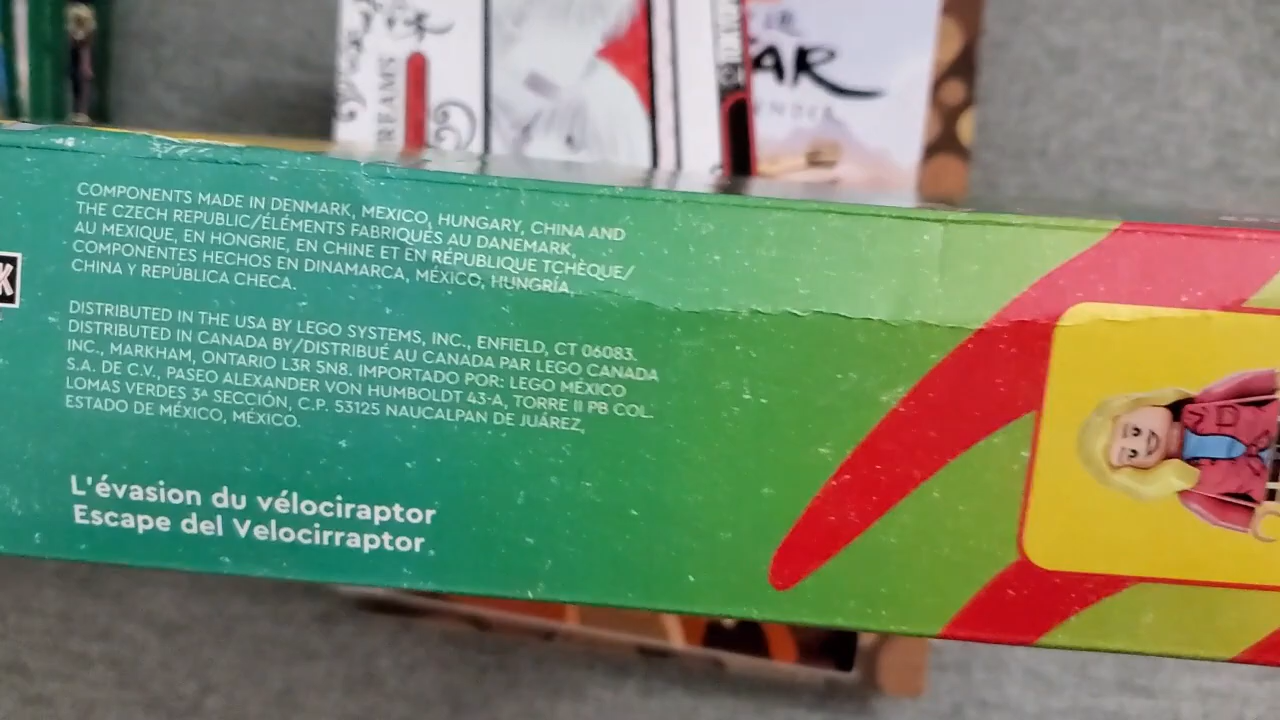 REAMS
AR
K
COMPONENTS MADE IN DENMARK, MEXICO, HUNGARY, CHINA AND
THE CZECH REPUBLIC/ÉLÉMENTS FABRIQUÉS AU DANEMARK,
AU MEXIQUE, EN HONGRIE, EN CHINE ET EN RÉPUBLIQUE TCHÈQUE/
COMPONENTES HECHOS EN DINAMARCA, MÉXICO, HUNGRÍA,
CHINA Y REPÚBLICA CHECA.
DISTRIBUTED IN THE USA BY LEGO SYSTEMS, INC., ENFIELD, CT 06083.
DISTRIBUTED IN CANADA BY/DISTRIBUÉ AU CANADA PAR LEGO CANADA
INC., MARKHAM, ONTARIO L3R 5N8. IMPORTADO POR: LEGO MÉXICO
S.A. DE C.V., PASEO ALEXANDER VON HUMBOLDT 43-A, TORRE II PB COL.
LOMAS VERDES 3ª SECCIÓN, C.P. 53125 NAUCALPAN DE JUÁREZ,
ESTADO DE MÉXICO, MÉXICO.
L'évasion du vélociraptor
Escape del Velocirraptor